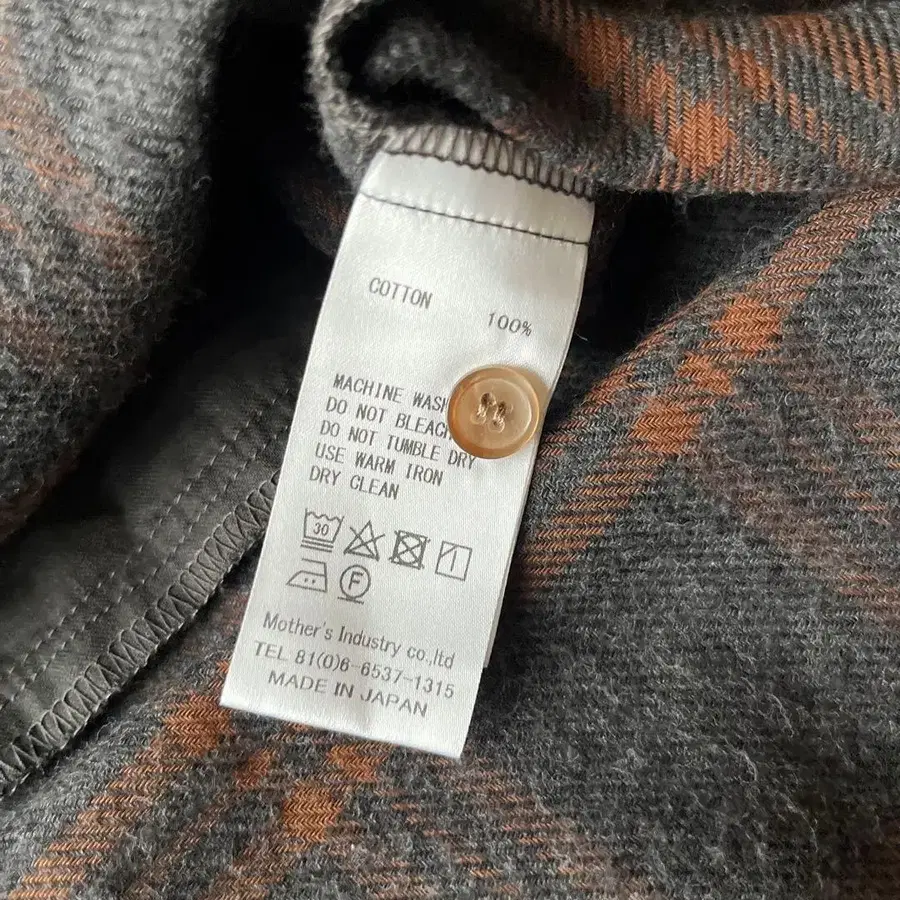 COTTON
100%
MACHINE WASH
DO NOT BLEACH
DO NOT TUMBLE DRY
USE WARM IRON
DRY CLEAN
30
F
Mother's Industry co.,ltd
TEL 81(0)6-6537-1315
MADE IN JAPAN